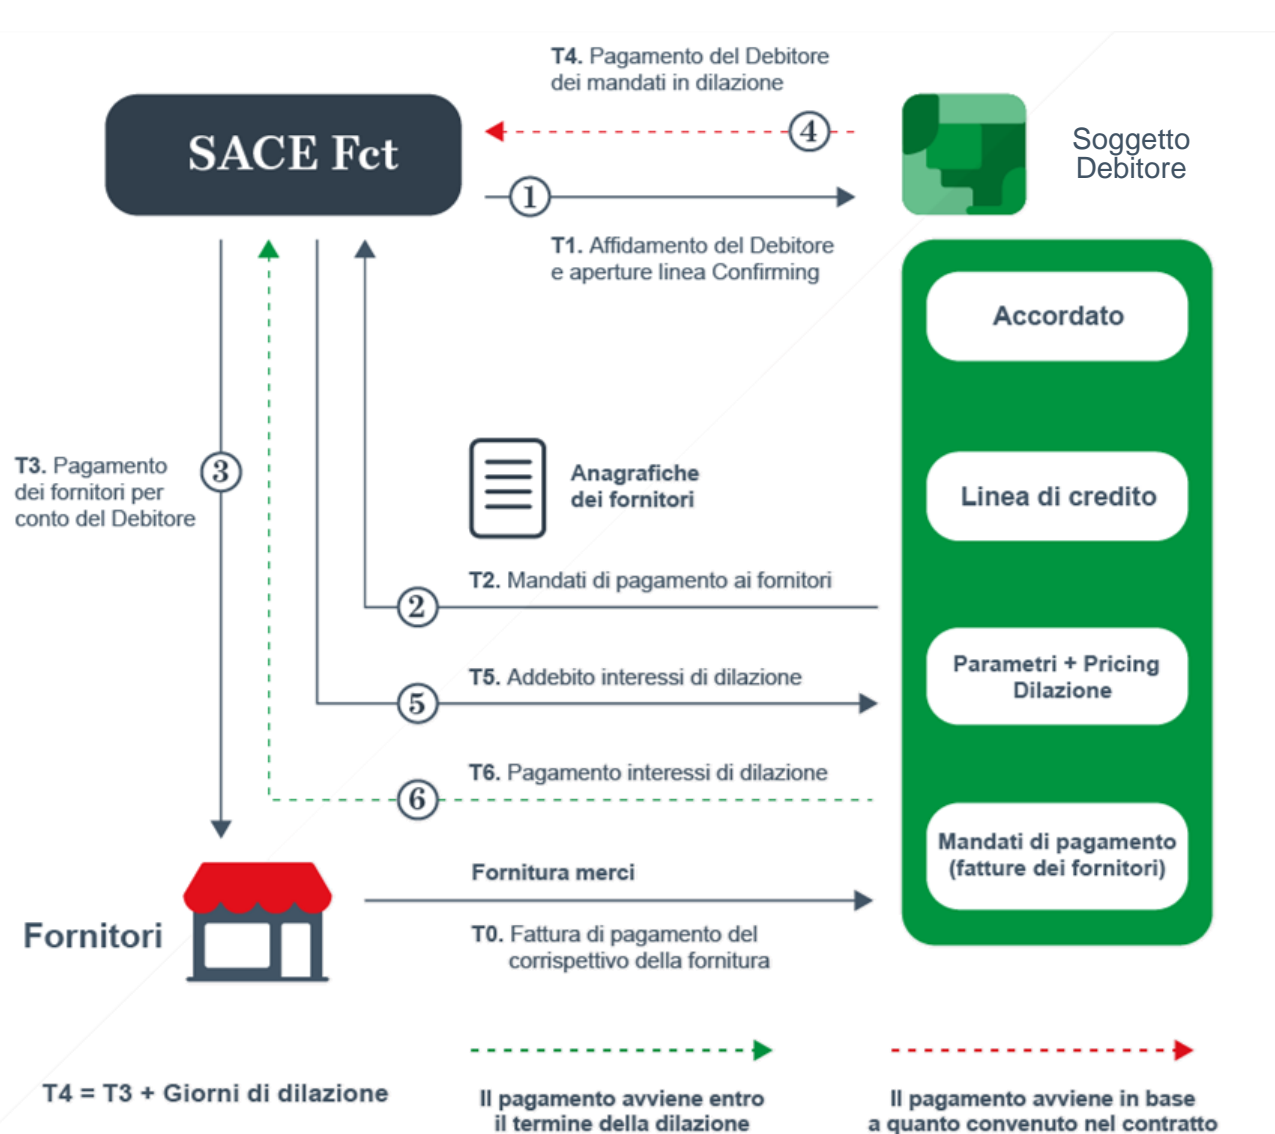 T4. Pagamento del Debitore
dei mandati in dilazione
SACE Fct
4
Soggetto
Debitore
1
T1. Affidamento del Debitore
e aperture linea Confirming
Accordato
T3. Pagamento
dei fornitori per
conto del Debitore
3
Anagrafiche
dei fornitori
Linea di credito
T2. Mandati di pagamento ai fornitori
2
T5. Addebito interessi di dilazione
5
Parametri + Pricing
Dilazione
T6. Pagamento interessi di dilazione
6
Mandati di pagamento
(fatture dei fornitori)
Fornitura merci
Fornitori
T0. Fattura di pagamento del
corrispettivo della fornitura
T4 = T3 + Giorni di dilazione
Il pagamento avviene entro
il termine della dilazione
Il pagamento avviene in base
a quanto convenuto nel contratto